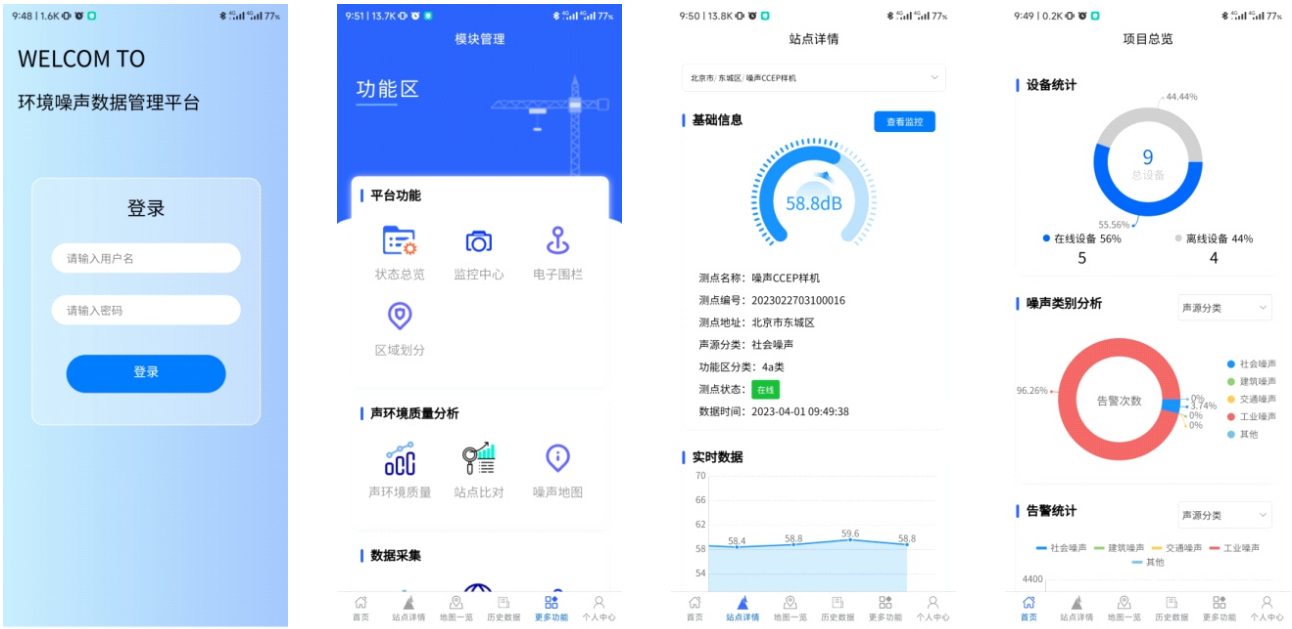 9:48 | 1.6K
77%
WELCOM TO
环境噪声数据管理平台
登录
请输入用户名
请输入密码
登录
9:51 | 13.7K
77%
模块管理
功能区
平台功能
状态总览 监控中心 电子围栏
区域划分
声环境质量分析
声环境质量 站点比对 噪声地图
数据采集
首页 站点详情 地图一览 历史数据 更多功能 个人中心
9:50 | 13.8K
77%
站点详情
北京市/ 东城区/ 噪声CCEP样机
基础信息
查看监控
58.8dB
测点名称：噪声CCEP样机
测点编号：2023022703100016
测点地址：北京市东城区
声源分类：社会噪声
功能区分类：4a类
测点状态：在线
数据时间：2023-04-01 09:49:38
实时数据
70
66
62
58
54
58.4 58.8 59.6 58.8
首页 站点详情 地图一览 历史数据 更多功能 个人中心
9:49 | 0.2K
77%
项目总览
设备统计
44.44%
9
总设备
55.56%
在线设备 56% 离线设备 44%
5 4
噪声类别分析
声源分类
96.26%
告警次数
0%
3.74%
0%
0%
社会噪声
建筑噪声
交通噪声
工业噪声
其他
告警统计
声源分类
社会噪声 建筑噪声 交通噪声 工业噪声
其他
4400
首页 站点详情 地图一览 历史数据 更多功能 个人中心